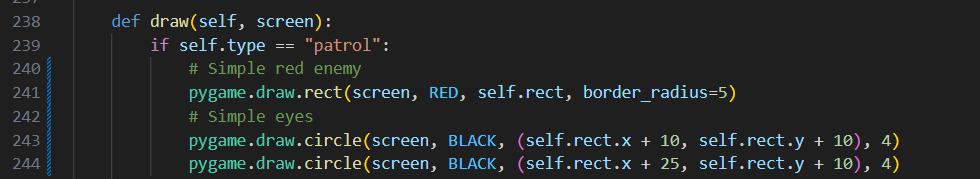 238 def draw(self, screen):
239 if self.type == "patrol":
240 # Simple red enemy
241 pygame.draw.rect(screen, RED, self.rect, border_radius=5)
242 # Simple eyes
243 pygame.draw.circle(screen, BLACK, (self.rect.x + 10, self.rect.y + 10), 4)
244 pygame.draw.circle(screen, BLACK, (self.rect.x + 25, self.rect.y + 10), 4)